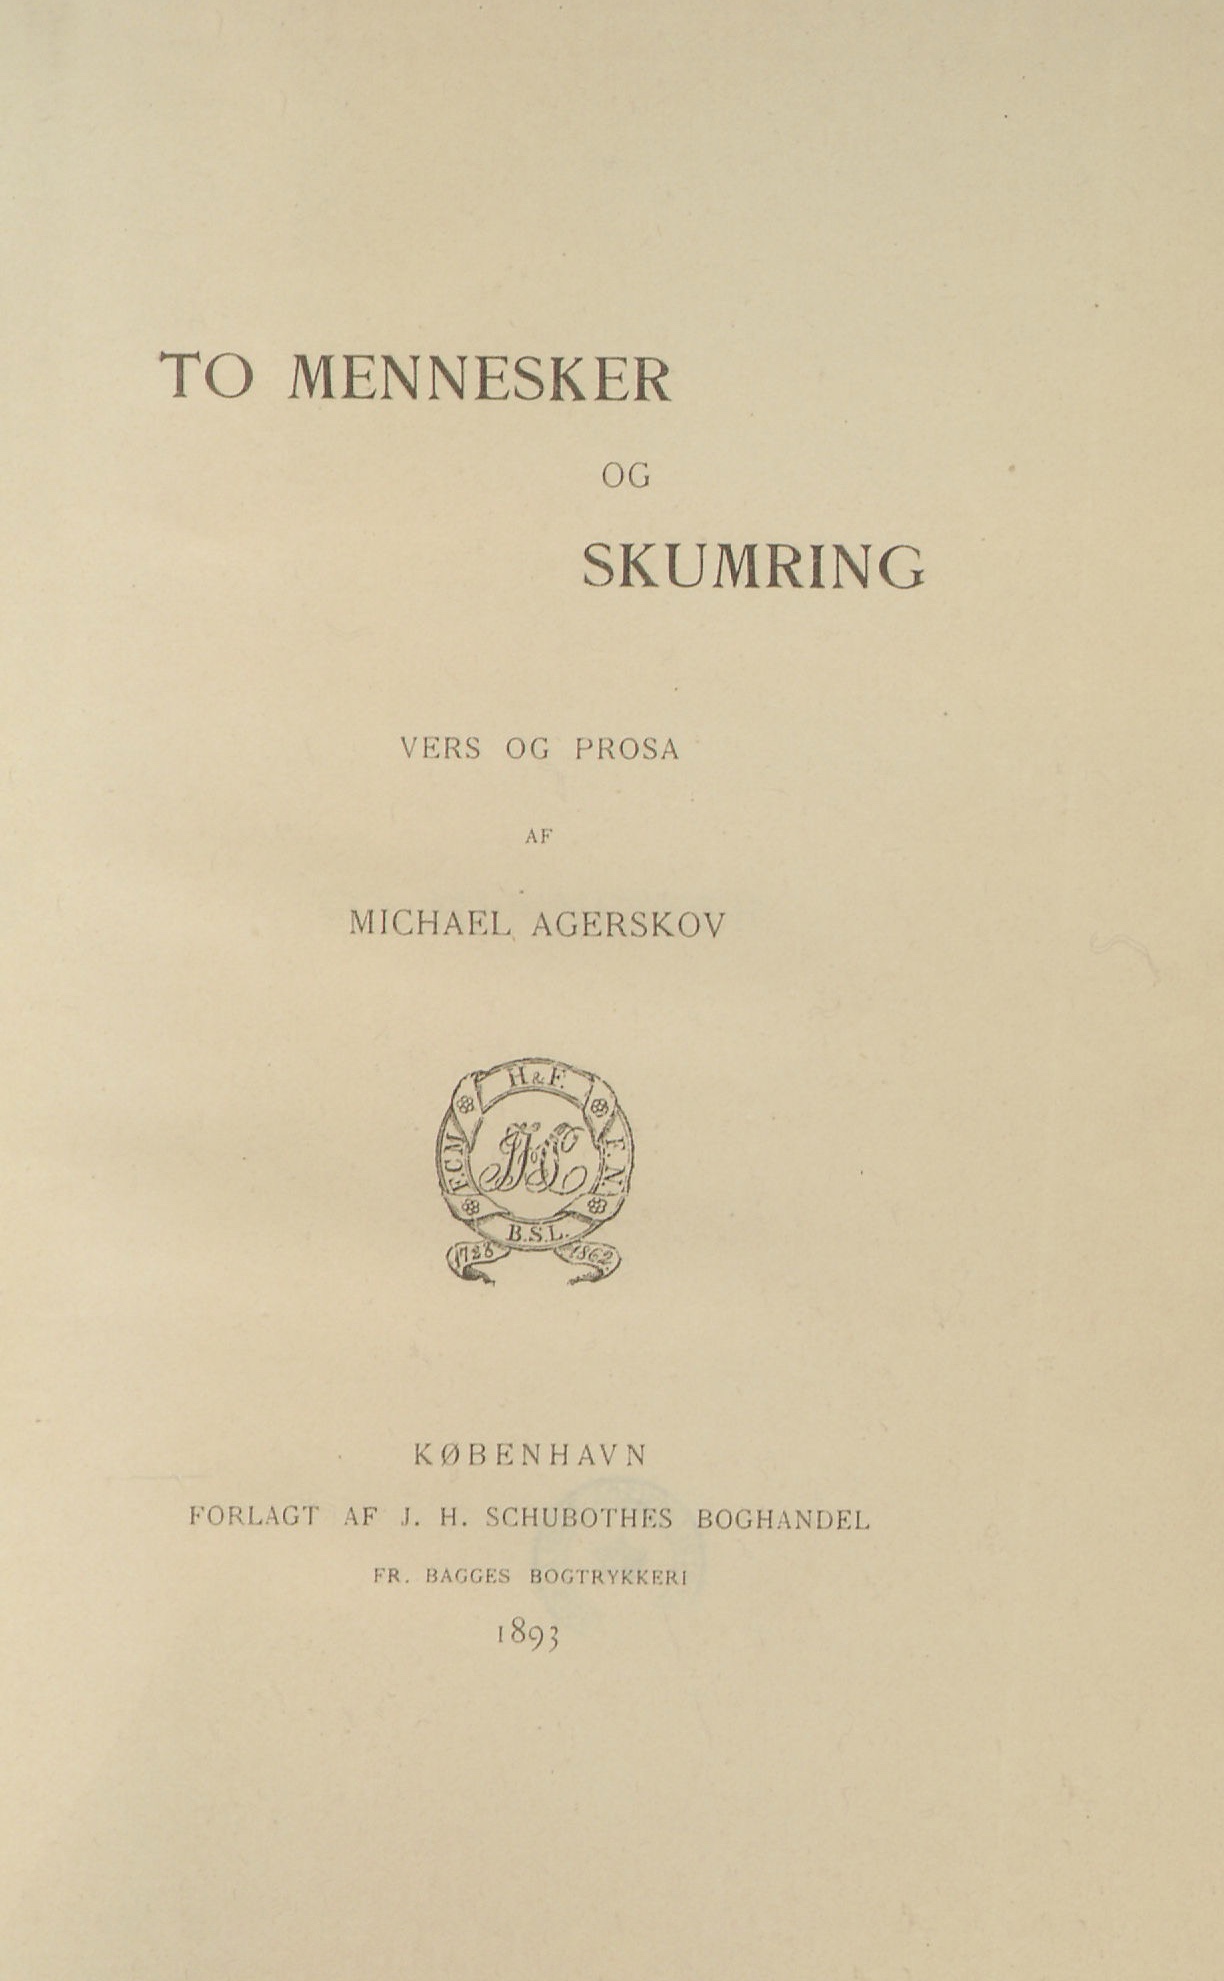 TO MENNESKER
OG
SKUMRING
VERS OG PROSA
AF
MICHAEL AGERSKOV
H & F.
F.C.M.
F. N.
B.S.L.
1728
1862
KØBENHAVN
FORLAGT AF J. H. SCHUBOTHES BOGHANDEL
FR. BAGGES BOGTRYKKERI
1893